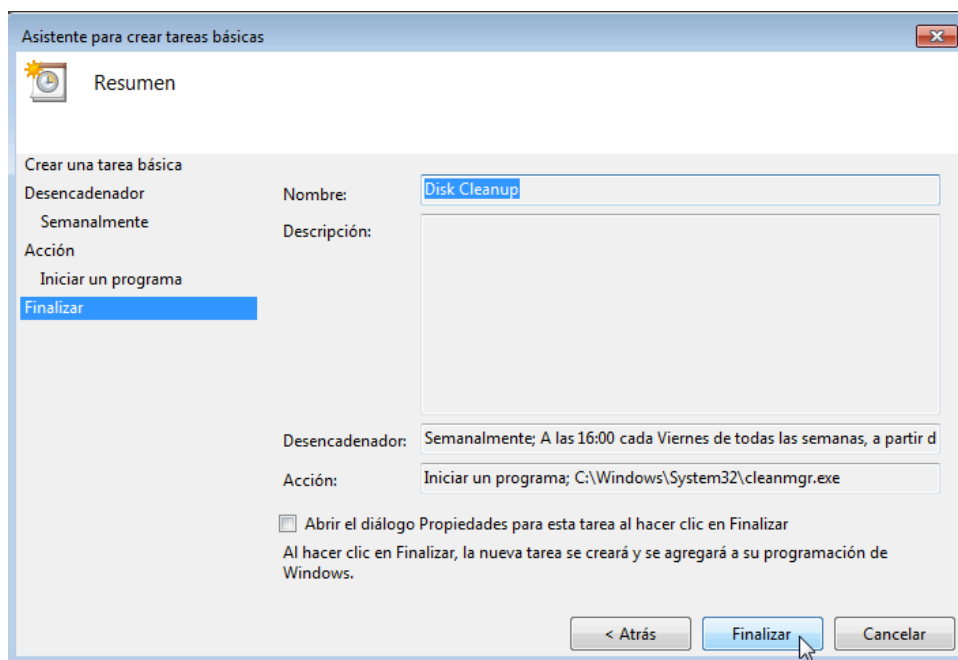 Asistente para crear tareas básicas
Resumen
Crear una tarea básica
Desencadenador
Semanalmente
Acción
Iniciar un programa
Finalizar
Nombre:
Disk Cleanup
Descripción:
Desencadenador:
Semanalmente; A las 16:00 cada Viernes de todas las semanas, a partir d
Acción:
Iniciar un programa; C:\Windows\System32\cleanmgr.exe
Abrir el diálogo Propiedades para esta tarea al hacer clic en Finalizar
Al hacer clic en Finalizar, la nueva tarea se creará y se agregará a su programación de
Windows.
< Atrás
Finalizar
Cancelar